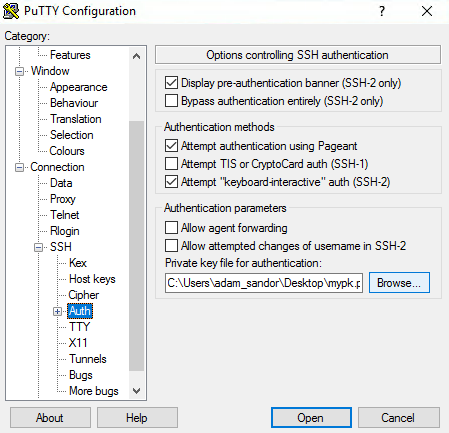 PuTTY Configuration
Category:
Features
Window
Appearance
Behaviour
Translation
Selection
Colours
Connection
Data
Proxy
Telnet
Rlogin
SSH
Kex
Host keys
Cipher
Auth
TTY
X11
Tunnels
Bugs
More bugs
Options controlling SSH authentication
Display pre-authentication banner (SSH-2 only)
Bypass authentication entirely (SSH-2 only)
Authentication methods
Attempt authentication using Pageant
Attempt TIS or CryptoCard auth (SSH-1)
Attempt "keyboard-interactive" auth (SSH-2)
Authentication parameters
Allow agent forwarding
Allow attempted changes of username in SSH-2
Private key file for authentication:
C:\Users\adam_sandor\Desktop\mypk.p
Browse...
About
Help
Open
Cancel